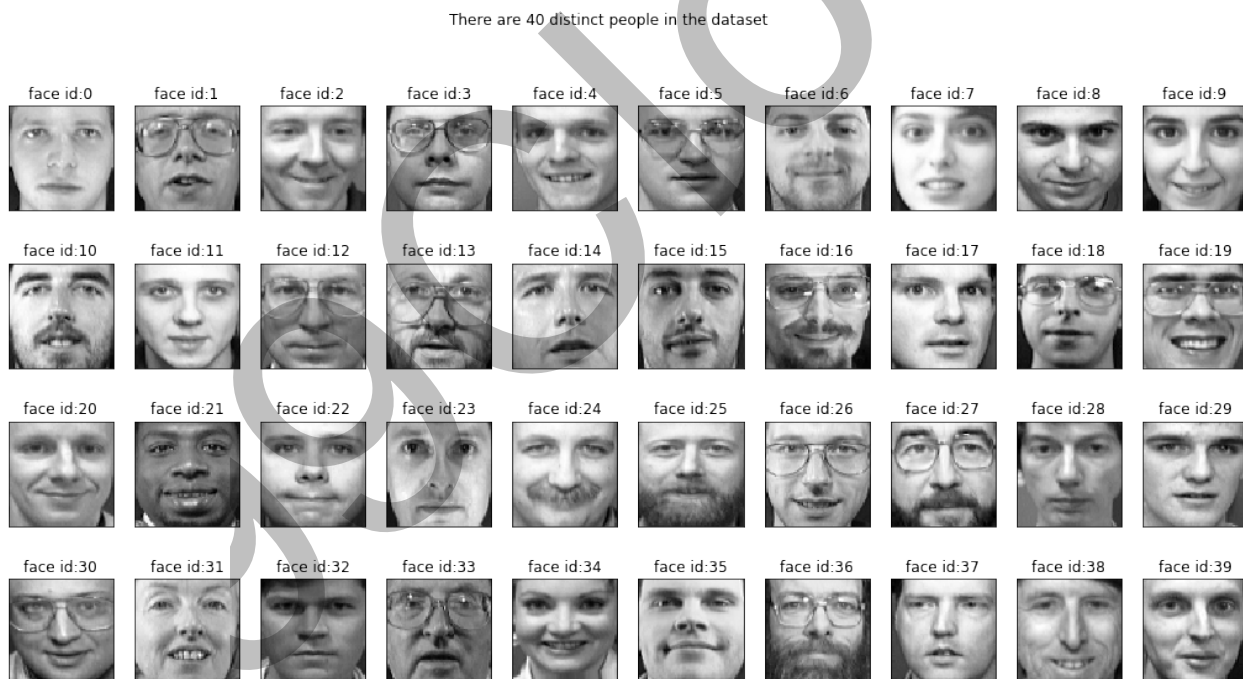 There are 40 distinct people in the dataset
face id:0 face id:1 face id:2 face id:3 face id:4 face id:5 face id:6 face id:7 face id:8 face id:9
face id:10 face id:11 face id:12 face id:13 face id:14 face id:15 face id:16 face id:17 face id:18 face id:19
face id:20 face id:21 face id:22 face id:23 face id:24 face id:25 face id:26 face id:27 face id:28 face id:29
face id:30 face id:31 face id:32 face id:33 face id:34 face id:35 face id:36 face id:37 face id:38 face id:39